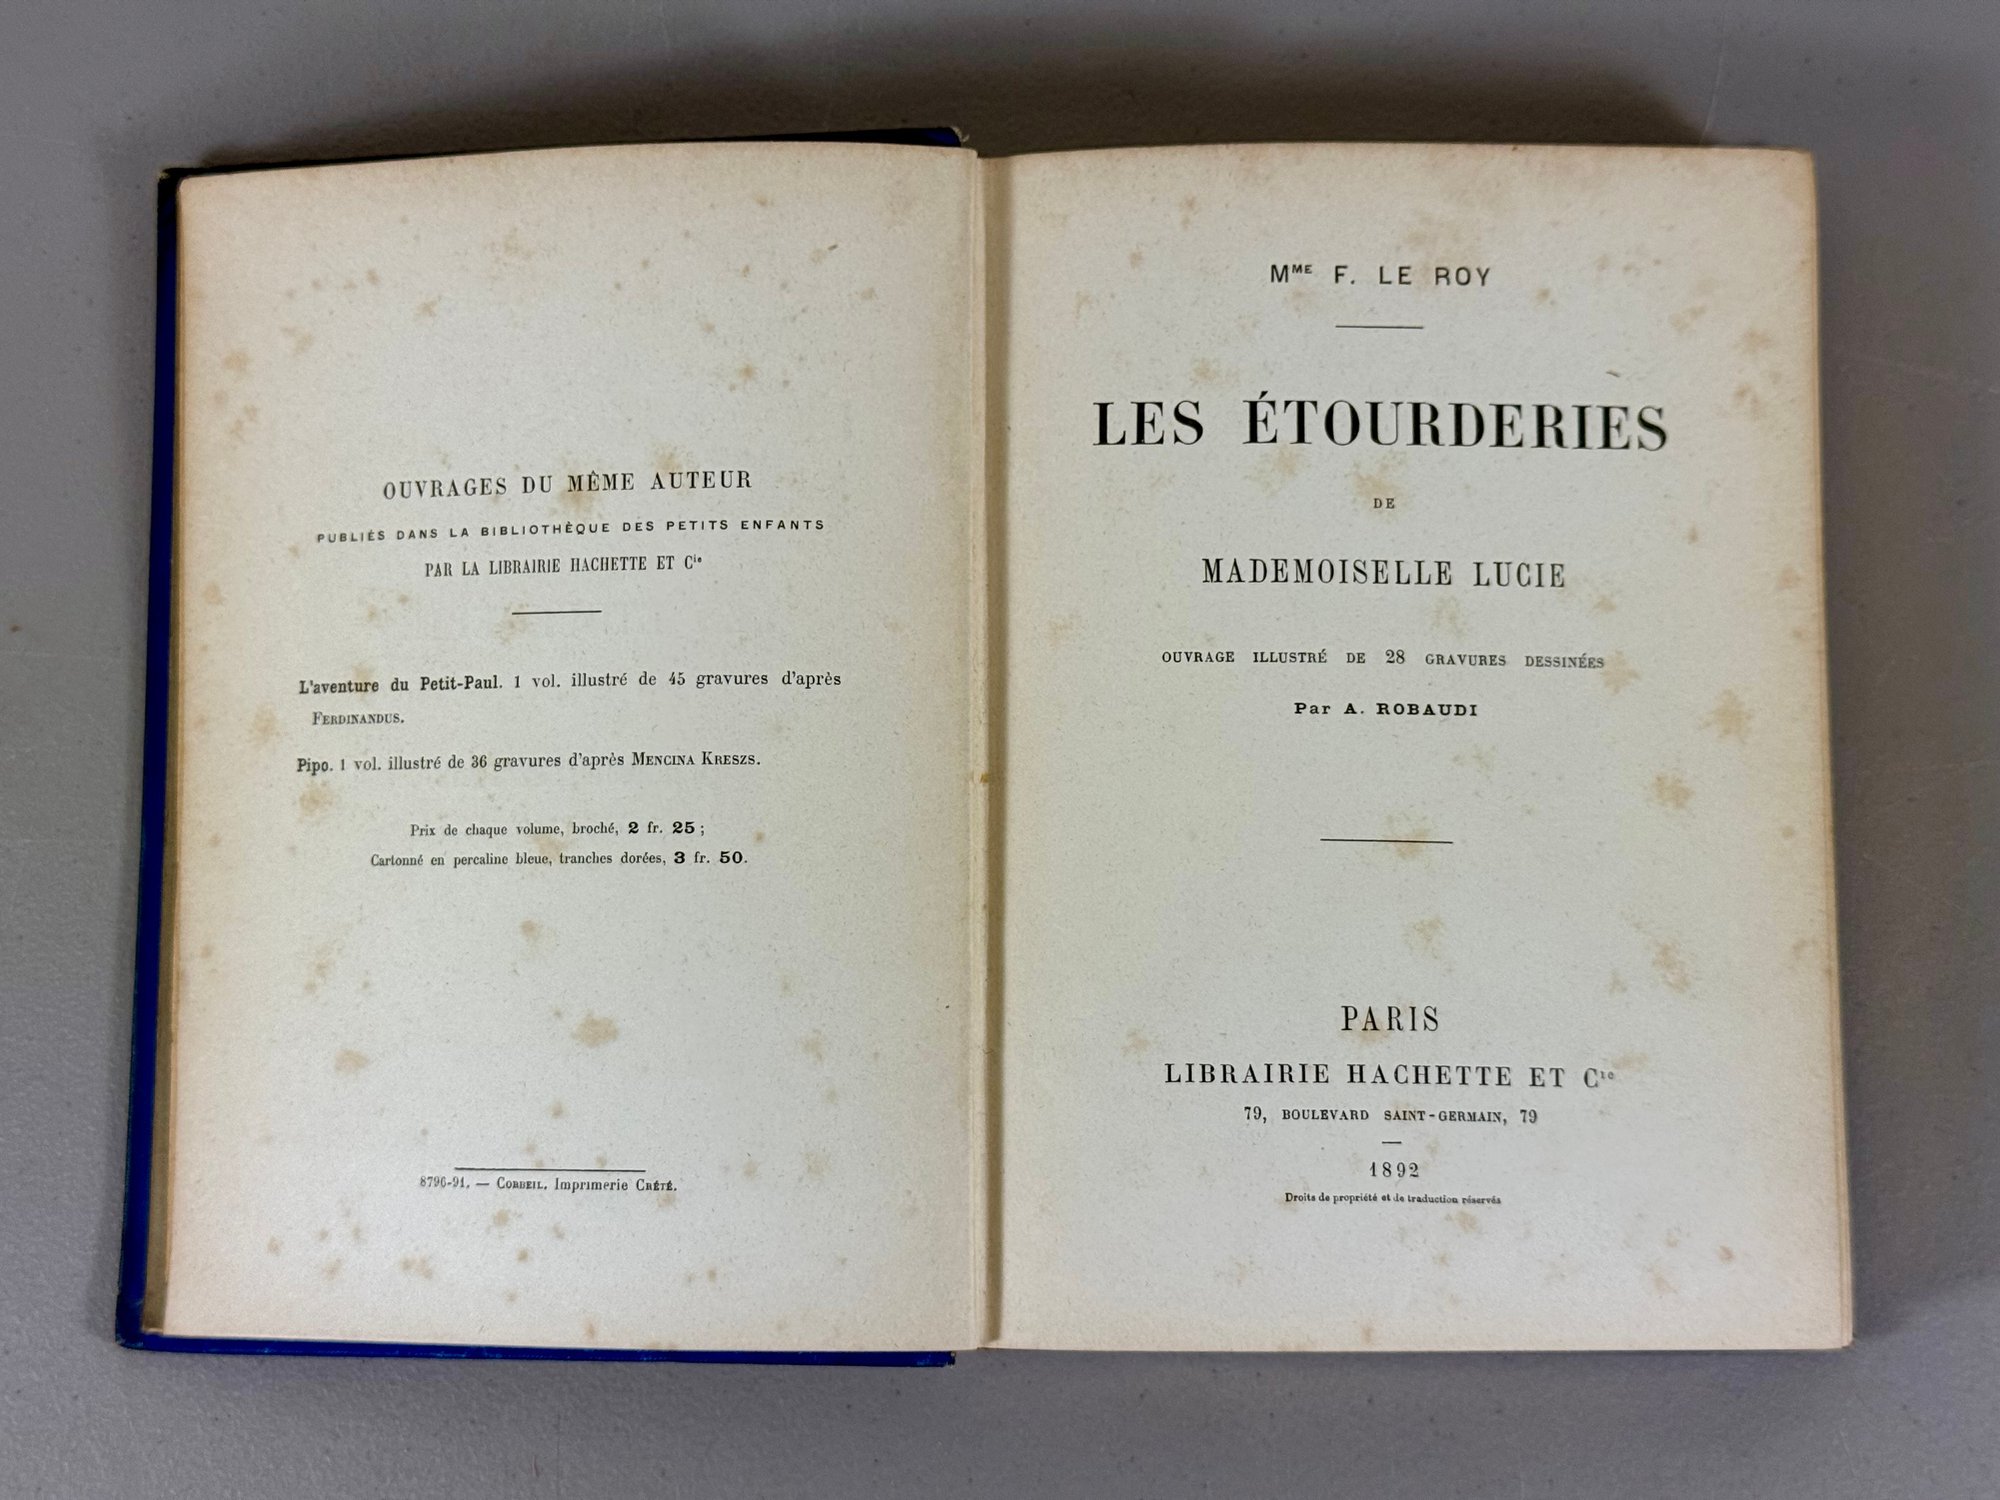 OUVRAGES DU MÊME AUTEUR
PUBLIÉS DANS LA BIBLIOTHÈQUE DES PETITS ENFANTS
PAR LA LIBRAIRIE HACHETTE ET Cie
L'aventure du Petit-Paul. 1 vol. illustré de 45 gravures d'après
FERDINANDUS.
Pipo. 1 vol. illustré de 36 gravures d'après MENCINA KRESZS.
Prix de chaque volume, broché, 2 fr. 25 ;
Cartonné en percaline bleue, tranches dorées, 3 fr. 50.
8796-91. — CORBEIL. Imprimerie CRÉTÉ.
MME F. LE ROY
LES ÉTOURDERIES
DE
MADEMOISELLE LUCIE
OUVRAGE ILLUSTRÉ DE 28 GRAVURES DESSINÉES
Par A. ROBAUDI
PARIS
LIBRAIRIE HACHETTE ET Cie
79, BOULEVARD SAINT-GERMAIN, 79
1892
Droits de propriété et de traduction réservés